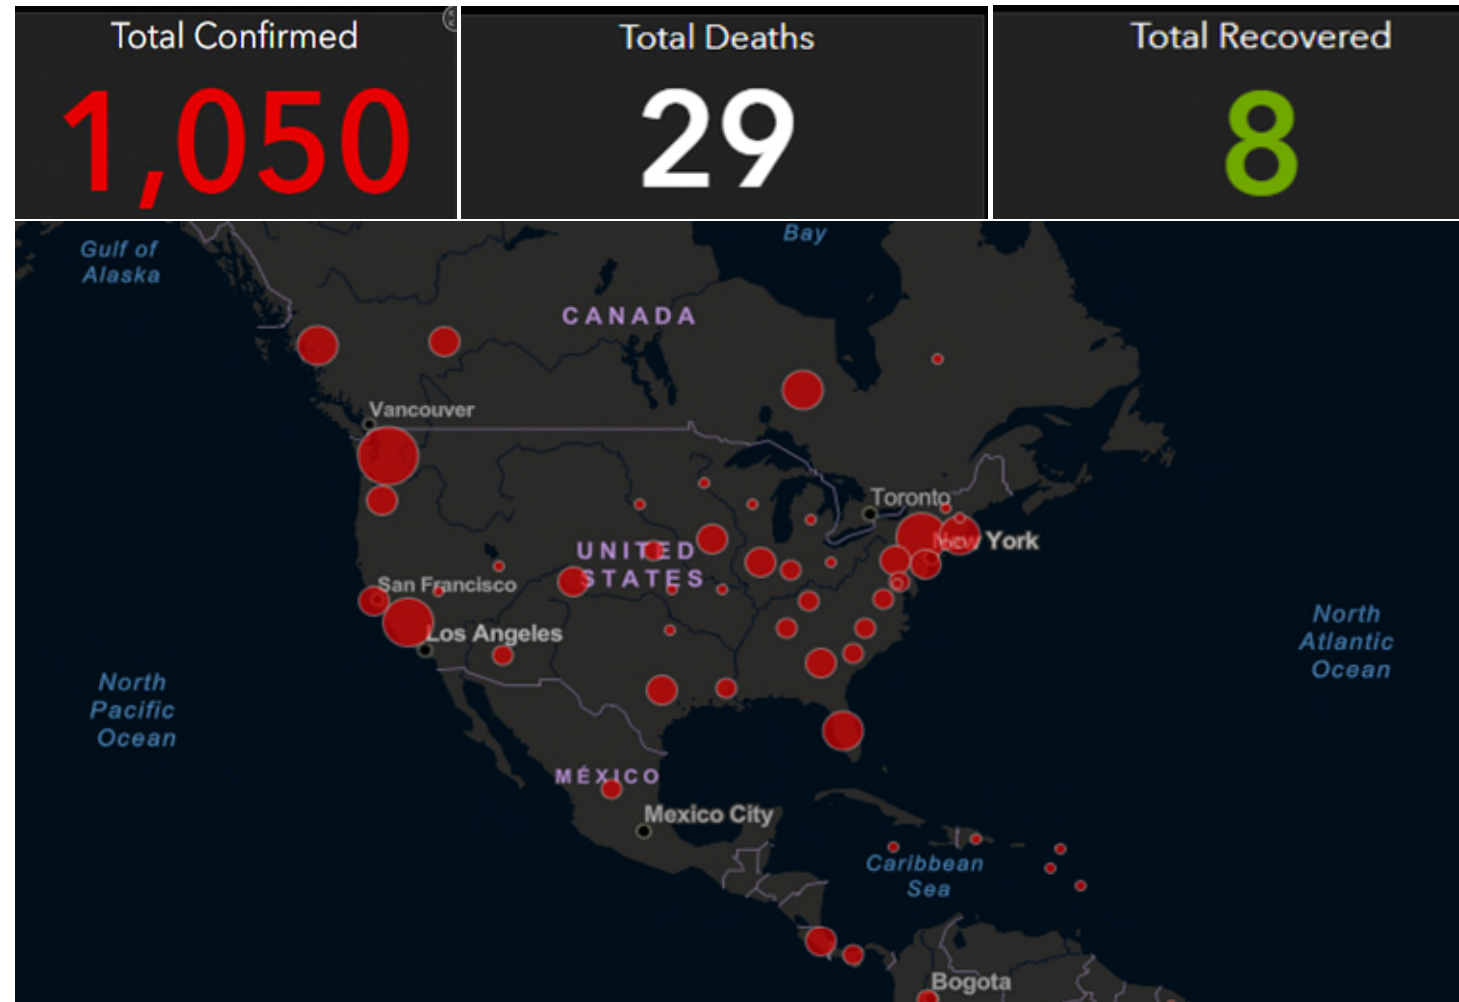 Total Confirmed
1,050
Total Deaths
29
Total Recovered
8
Gulf of
Alaska
Bay
CANADA
Vancouver
Toronto
New York
UNITED
STATES
San Francisco
Los Angeles
North
Pacific
Ocean
North
Atlantic
Ocean
MÉXICO
Mexico City
Caribbean
Sea
Bogota